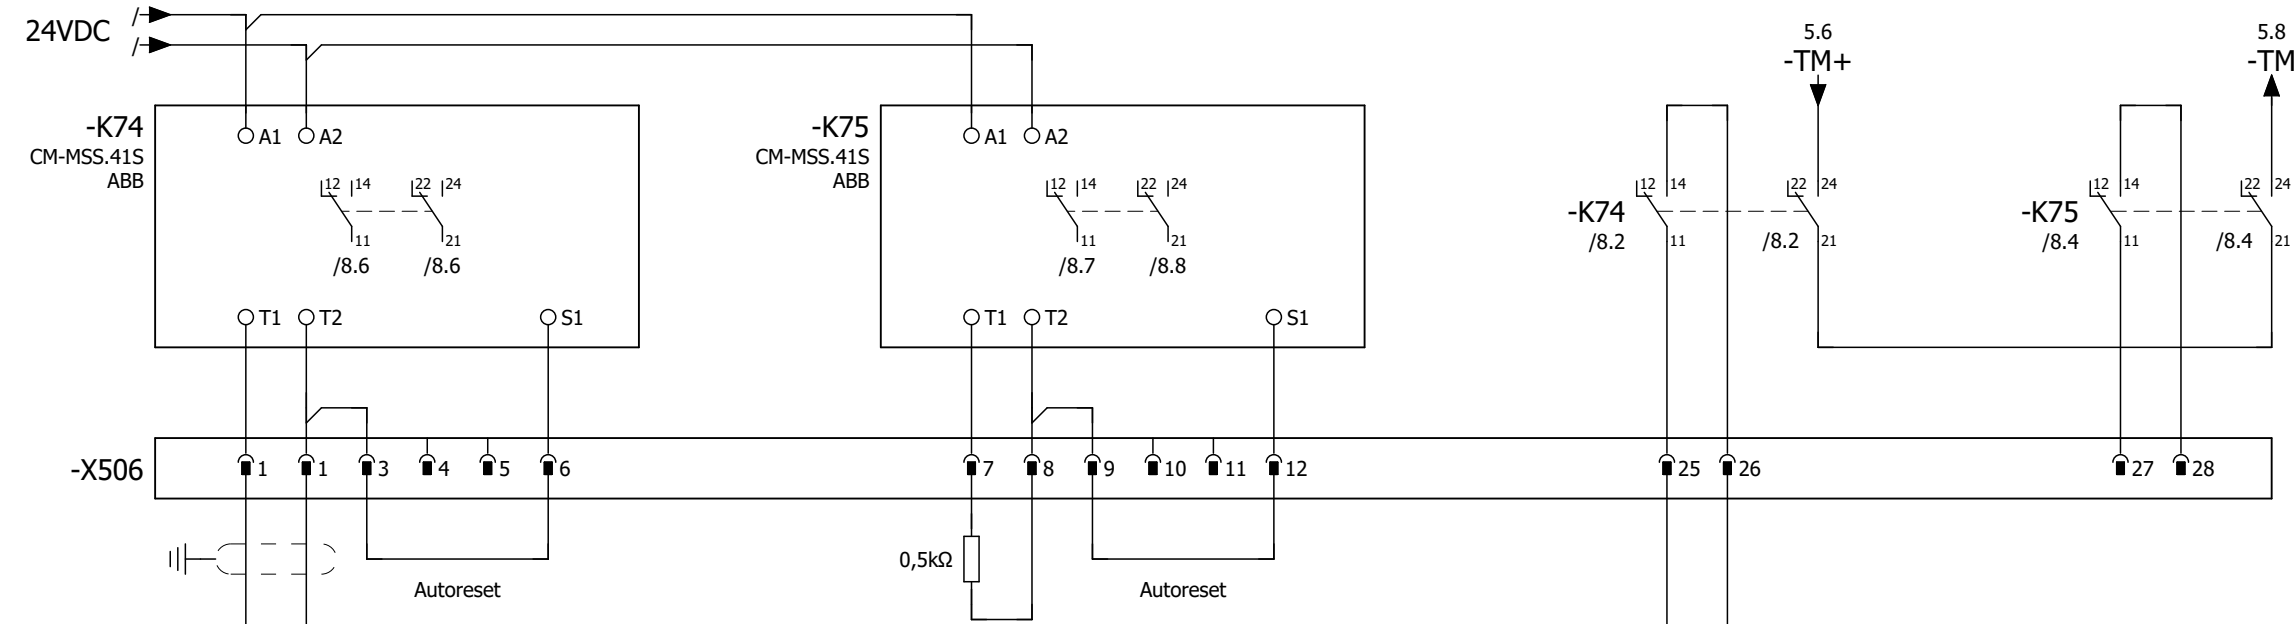 24VDC
/
/
5.6
-TM+
5.8
-TM
-K74
CM-MSS.41S
ABB
A1
A2
12
14
22
24
11
21
/8.6
/8.6
T1
T2
S1
-K75
CM-MSS.41S
ABB
A1
A2
12
14
22
24
11
21
/8.7
/8.8
T1
T2
S1
-K74
/8.2
12
14
11
/8.2
22
24
21
-K75
/8.4
12
14
11
/8.4
22
24
21
-X506
1
1
3
4
5
6
7
8
9
10
11
12
25
26
27
28
Autoreset
0,5kΩ
Autoreset